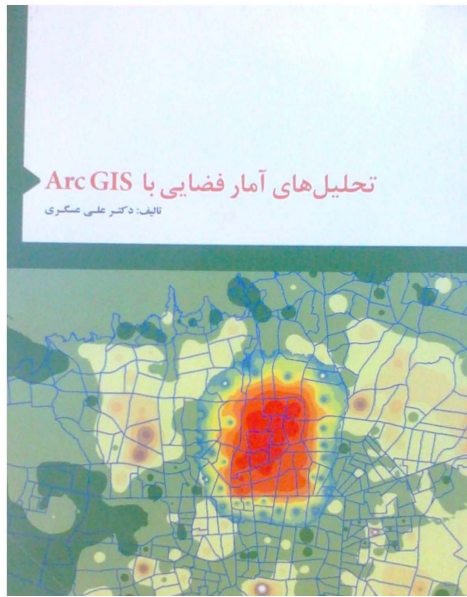 تحلیل‌های آمار فضایی با Arc GIS
تالیف: دکتر علی عسگری